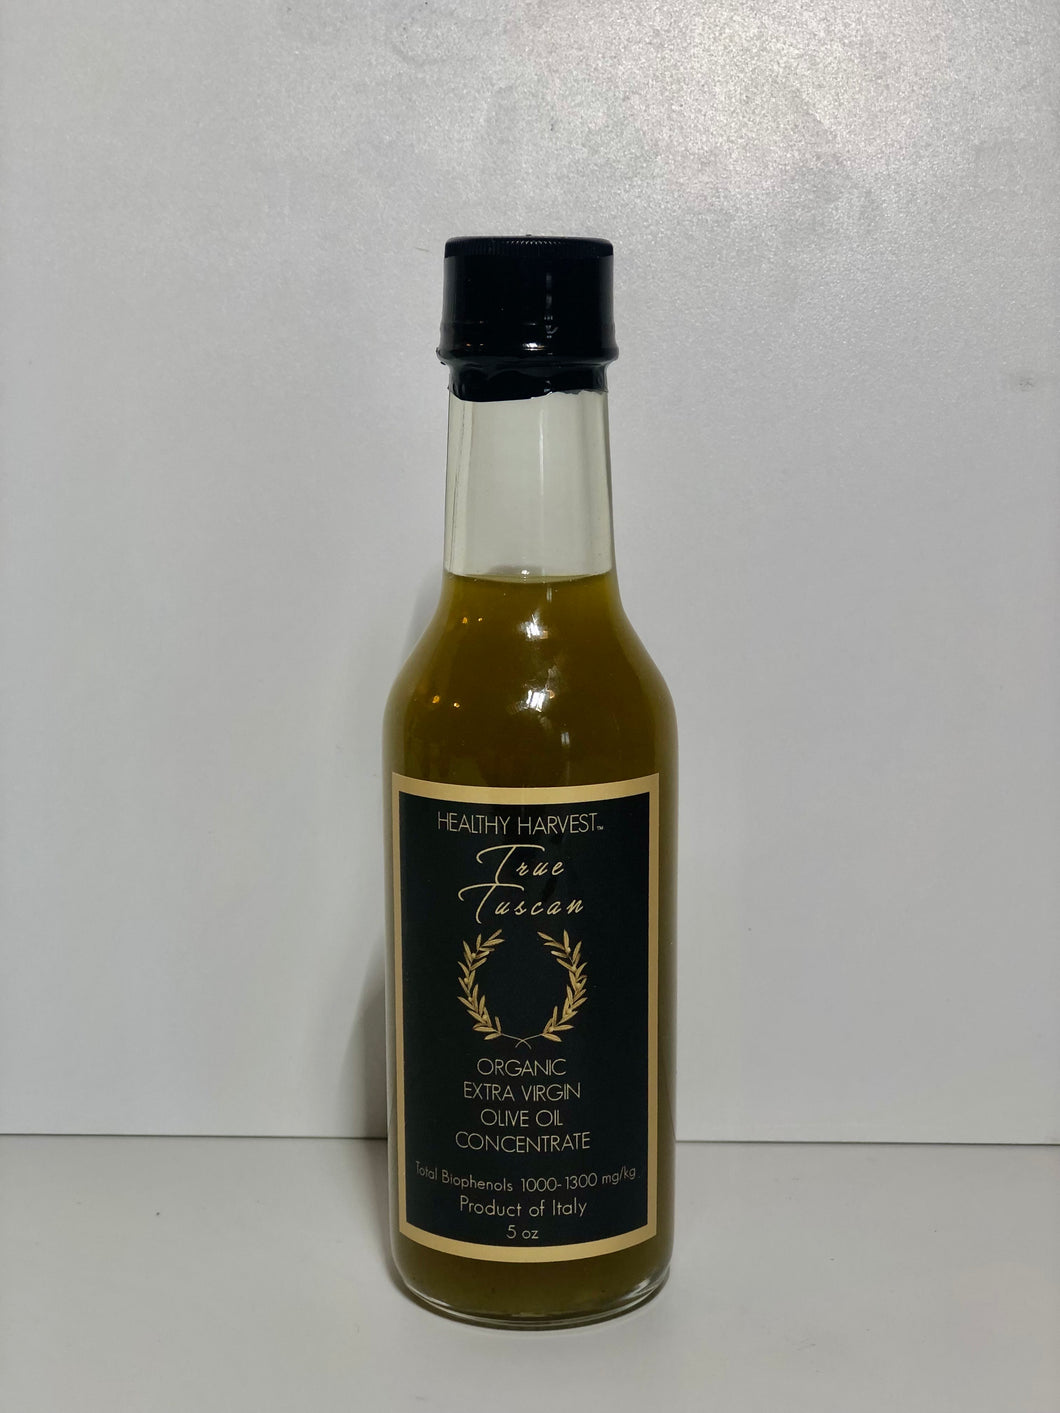 HEALTHY HARVEST™
True
Tuscan
ORGANIC
EXTRA VIRGIN
OLIVE OIL
CONCENTRATE
Total Biophenols 1000-1300 mg/kg
Product of Italy
5 oz